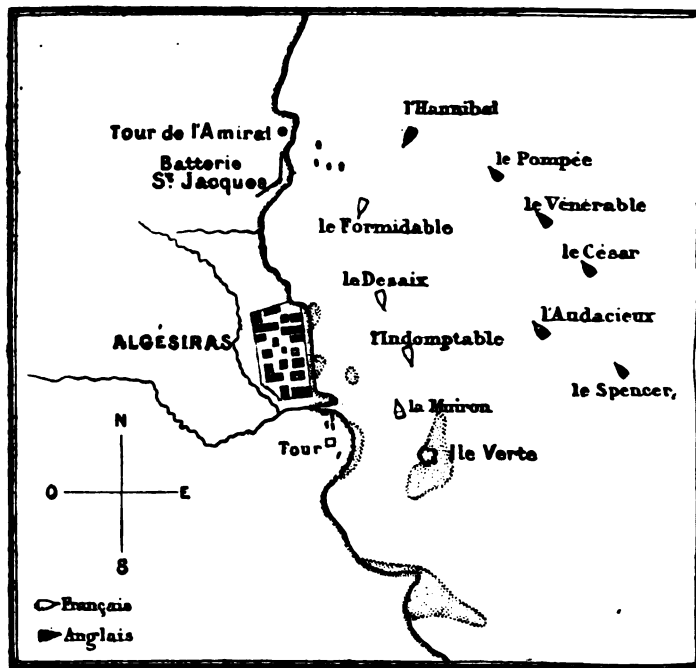 l'Hannibal
Tour de l'Amiral
Batterie
St. Jacques
le Pompée
le Vénérable
le Formidable
le César
le Desaix
l'Audacieux
l'Indomptable
ALGÉSIRAS
le Spencer
la Muiron
Tour
Ile Verte
N
O
E
S
Français
Anglais